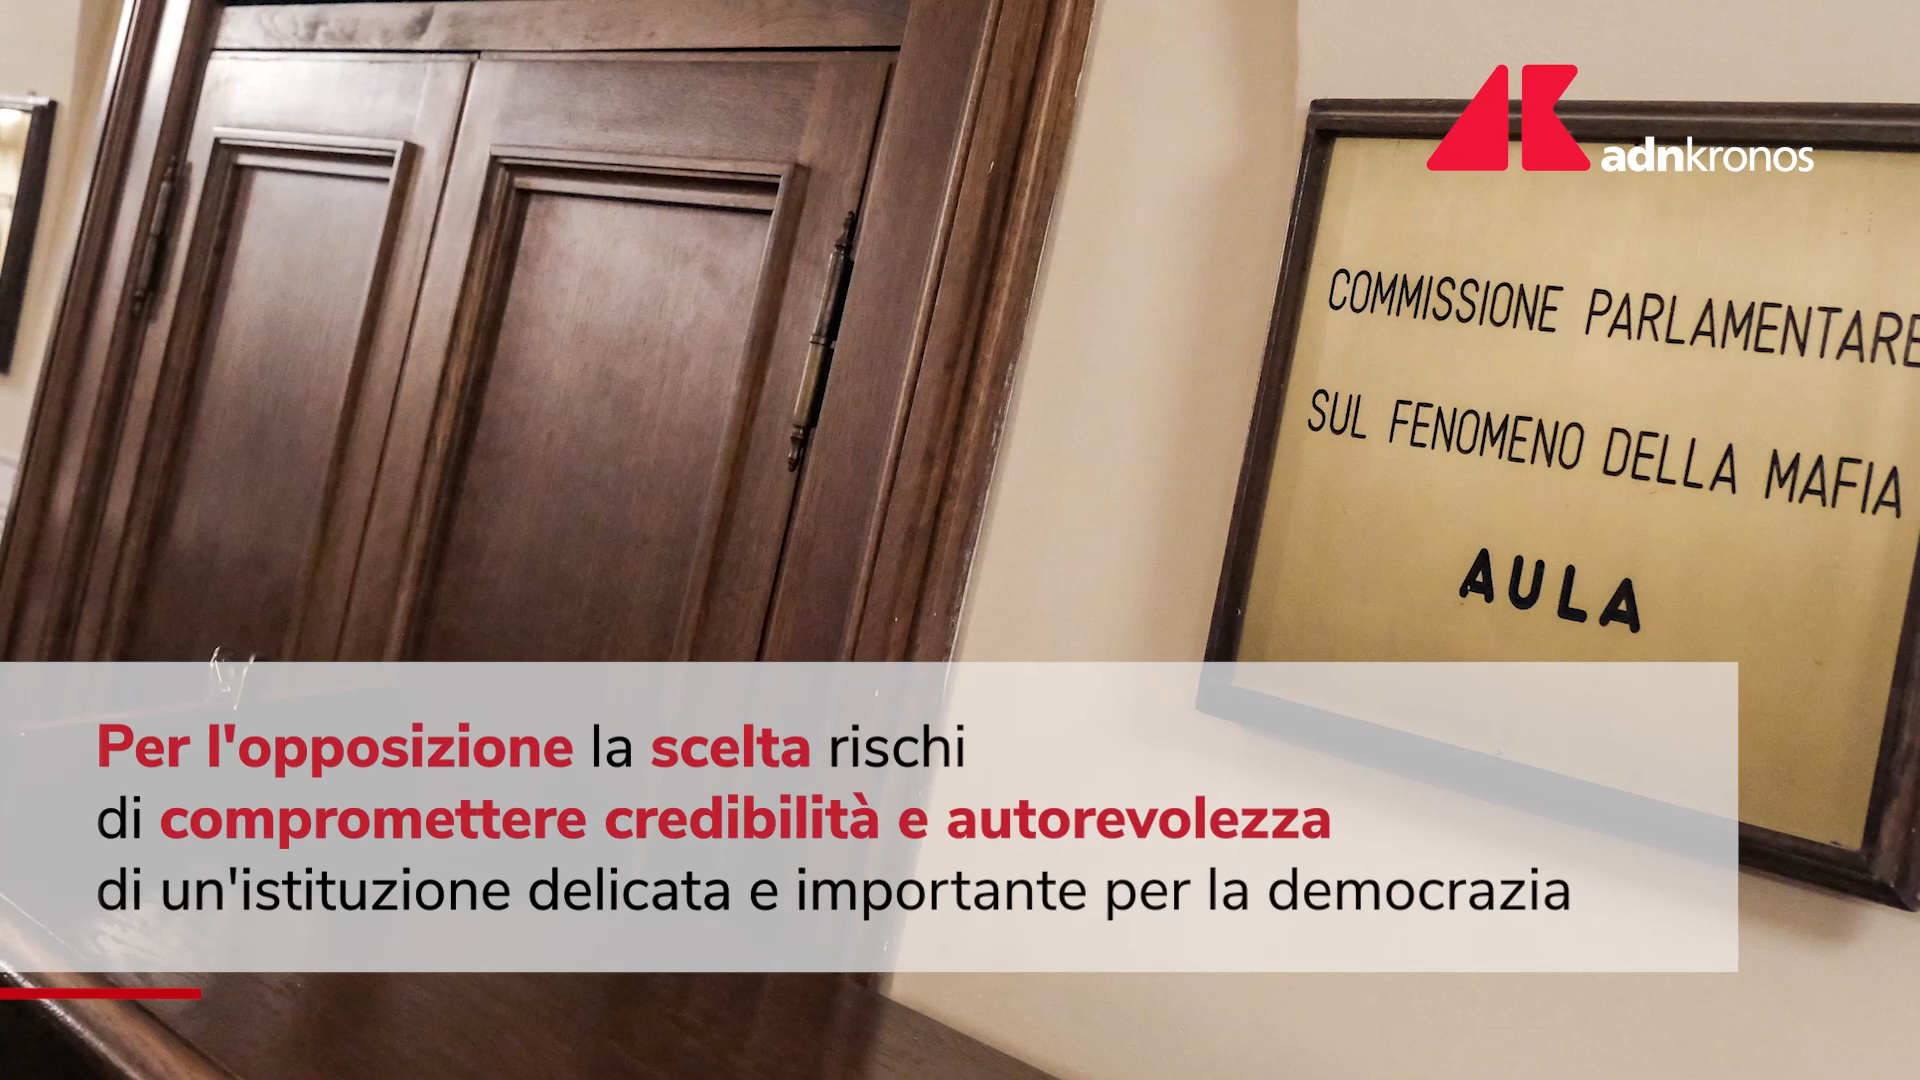 adnkronos
COMMISSIONE PARLAMENTARE
SUL FENOMENO DELLA MAFIA
AULA
Per l'opposizione la scelta rischi
di compromettere credibilità e autorevolezza
di un'istituzione delicata e importante per la democrazia